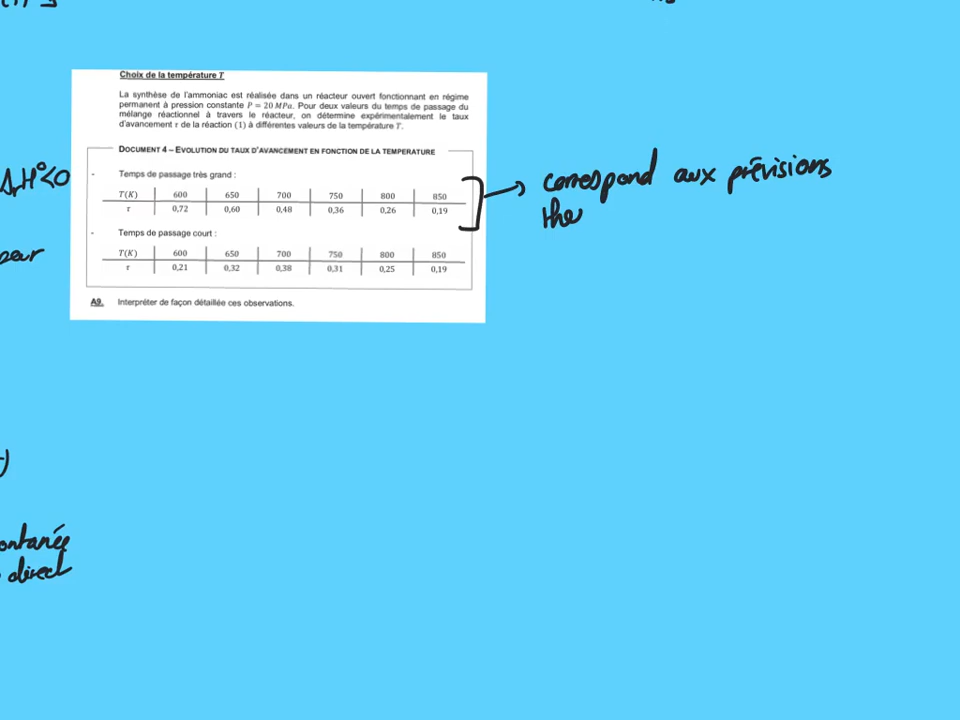 Choix de la température T
La synthèse de l'ammoniac est réalisée dans un réacteur ouvert fonctionnant en régime
permanent à pression constante P = 20 MPa. Pour deux valeurs du temps de passage du
mélange réactionnel à travers le réacteur, on détermine expérimentalement le taux
d'avancement τ de la réaction (1) à différentes valeurs de la température T.
DOCUMENT 4 – EVOLUTION DU TAUX D'AVANCEMENT EN FONCTION DE LA TEMPERATURE
- Temps de passage très grand :
T(K) 600 650 700 750 800 850
τ 0,72 0,60 0,48 0,36 0,26 0,19
- Temps de passage court :
T(K) 600 650 700 750 800 850
τ 0,21 0,32 0,38 0,31 0,25 0,19
A9. Interpréter de façon détaillée ces observations.
ΔrH°<0
correspond aux prévisions
the
ontanée
direct